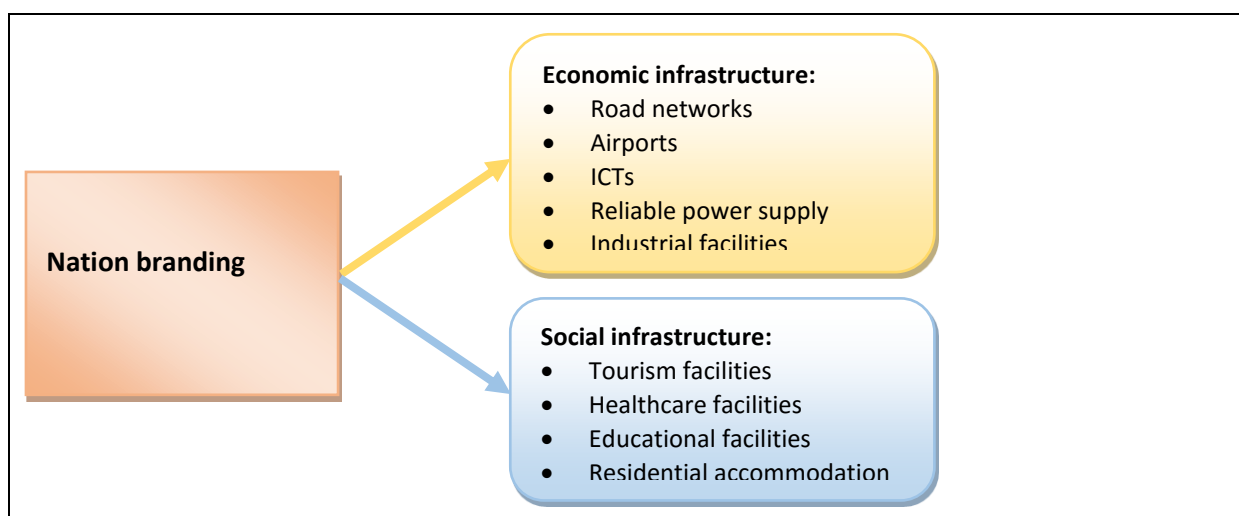 Nation branding
Economic infrastructure:
• Road networks
• Airports
• ICTs
• Reliable power supply
• Industrial facilities
Social infrastructure:
• Tourism facilities
• Healthcare facilities
• Educational facilities
• Residential accommodation